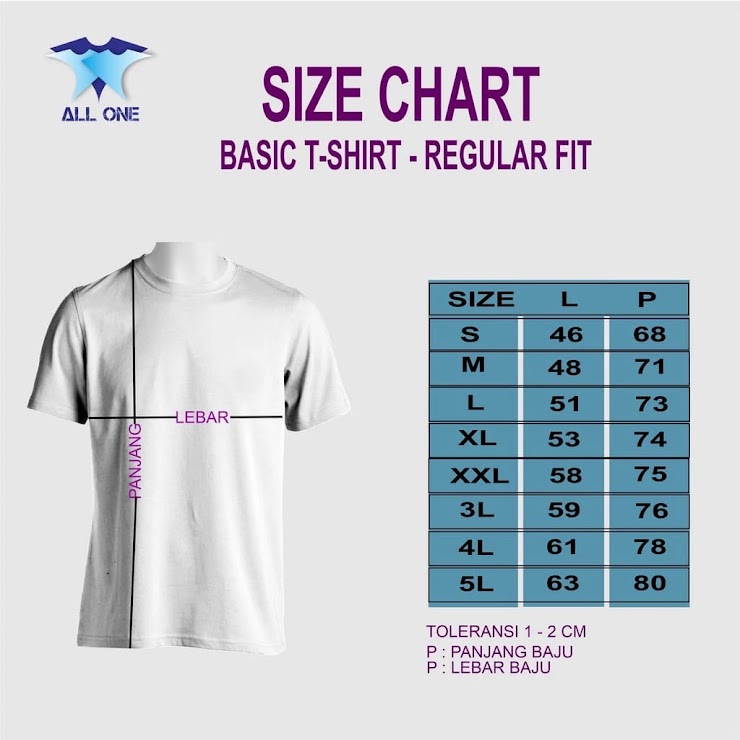 ALL ONE
SIZE CHART
BASIC T-SHIRT - REGULAR FIT
LEBAR
PANJANG
SIZE L P
S 46 68
M 48 71
L 51 73
XL 53 74
XXL 58 75
3L 59 76
4L 61 78
5L 63 80
TOLERANSI 1 - 2 CM
P : PANJANG BAJU
P : LEBAR BAJU